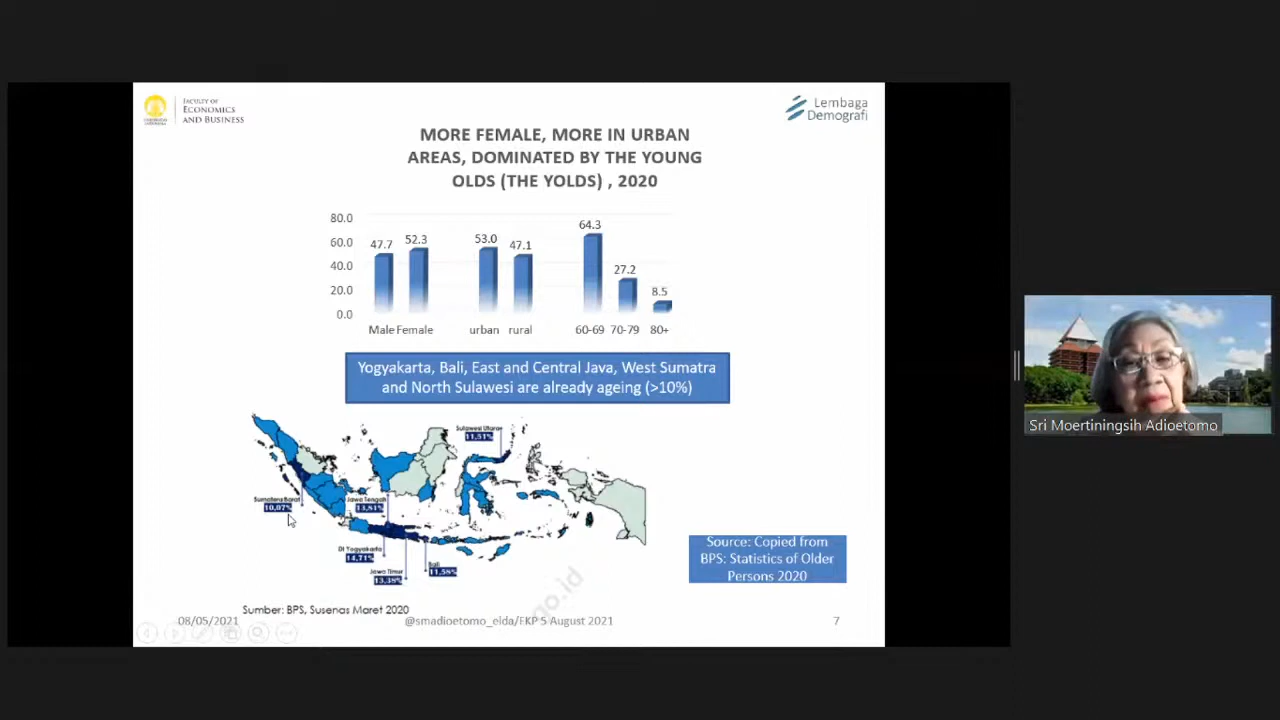 FACULTY OF
ECONOMICS
AND BUSINESS
Lembaga
Demografi
MORE FEMALE, MORE IN URBAN
AREAS, DOMINATED BY THE YOUNG
OLDS (THE YOLDS) , 2020
80.0
60.0
40.0
20.0
0.0
47.7
52.3
53.0
47.1
64.3
27.2
8.5
Male Female
urban
rural
60-69
70-79
80+
Yogyakarta, Bali, East and Central Java, West Sumatra
and North Sulawesi are already ageing (>10%)
Sulawesi Utara
11,51%
Sumatera Barat
10,07%
Jawa Tengah
13,81%
DI Yogyakarta
14,71%
Jawa Timur
13,38%
Bali
11,58%
go.id
Source: Copied from
BPS: Statistics of Older
Persons 2020
Sumber: BPS, Susenas Maret 2020
08/05/2021
@smadioetomo_elda/FKP 5 August 2021
7
Sri Moertiningsih Adioetomo